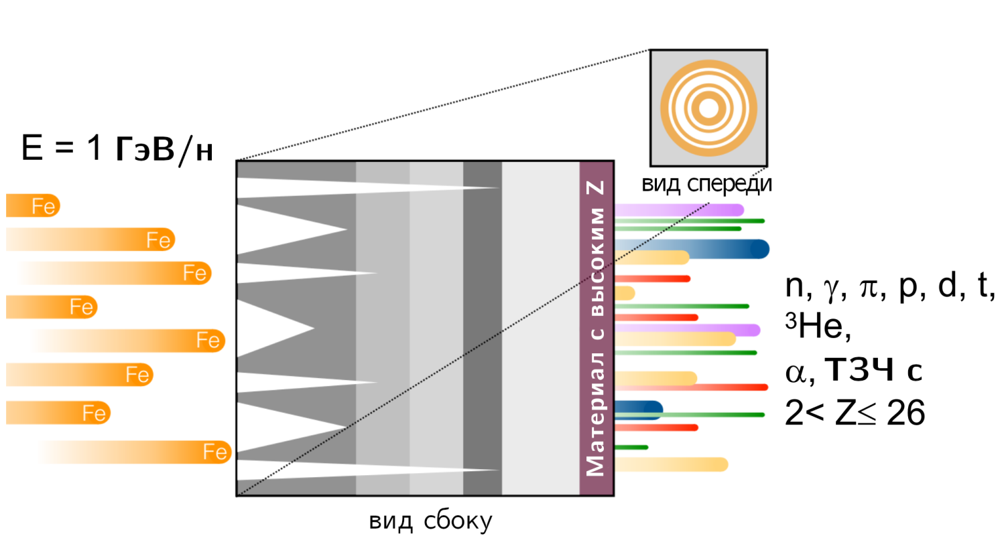 E = 1 ГэВ/н
Fe
Fe
Fe
Fe
Fe
Fe
Fe
Fe
Материал с высоким Z
вид спереди
n, γ, π, p, d, t,
³He,
α, ТЗЧ с
2< Z≤ 26
вид сбоку